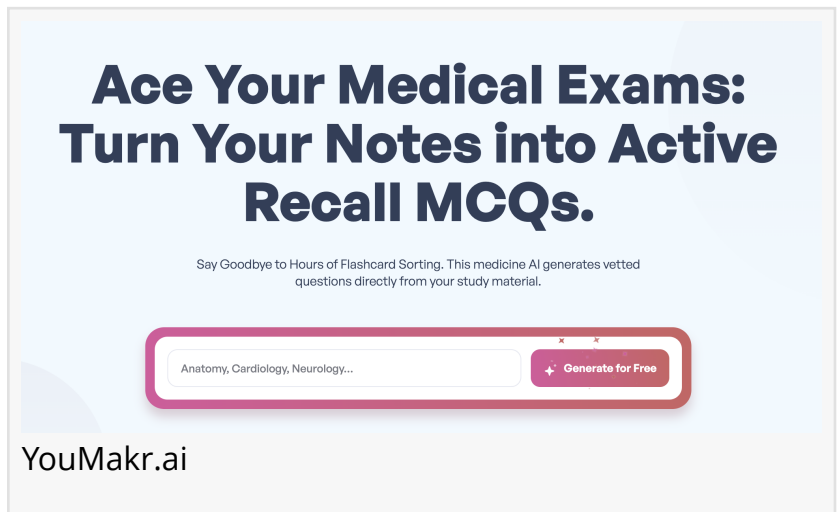 Ace Your Medical Exams:
Turn Your Notes into Active
Recall MCQs.
Say Goodbye to Hours of Flashcard Sorting. This medicine AI generates vetted
questions directly from your study material.
Anatomy, Cardiology, Neurology...
Generate for Free
YouMakr.ai